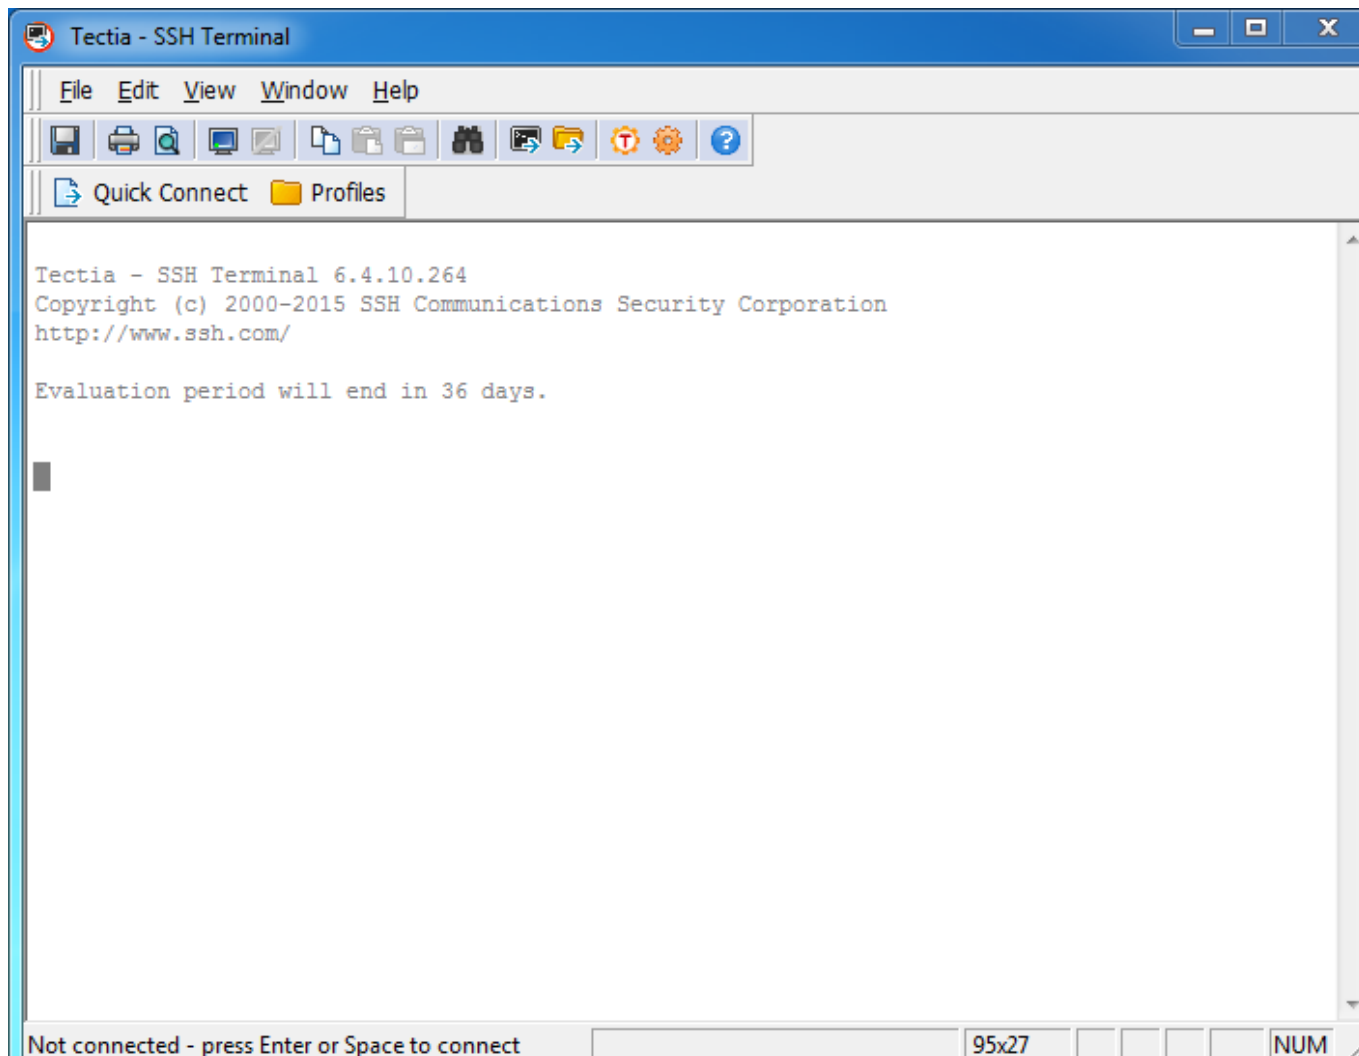 Tectia - SSH Terminal
File Edit View Window Help
Quick Connect Profiles
Tectia - SSH Terminal 6.4.10.264
Copyright (c) 2000-2015 SSH Communications Security Corporation
http://www.ssh.com/
Evaluation period will end in 36 days.
Not connected - press Enter or Space to connect 95x27 NUM